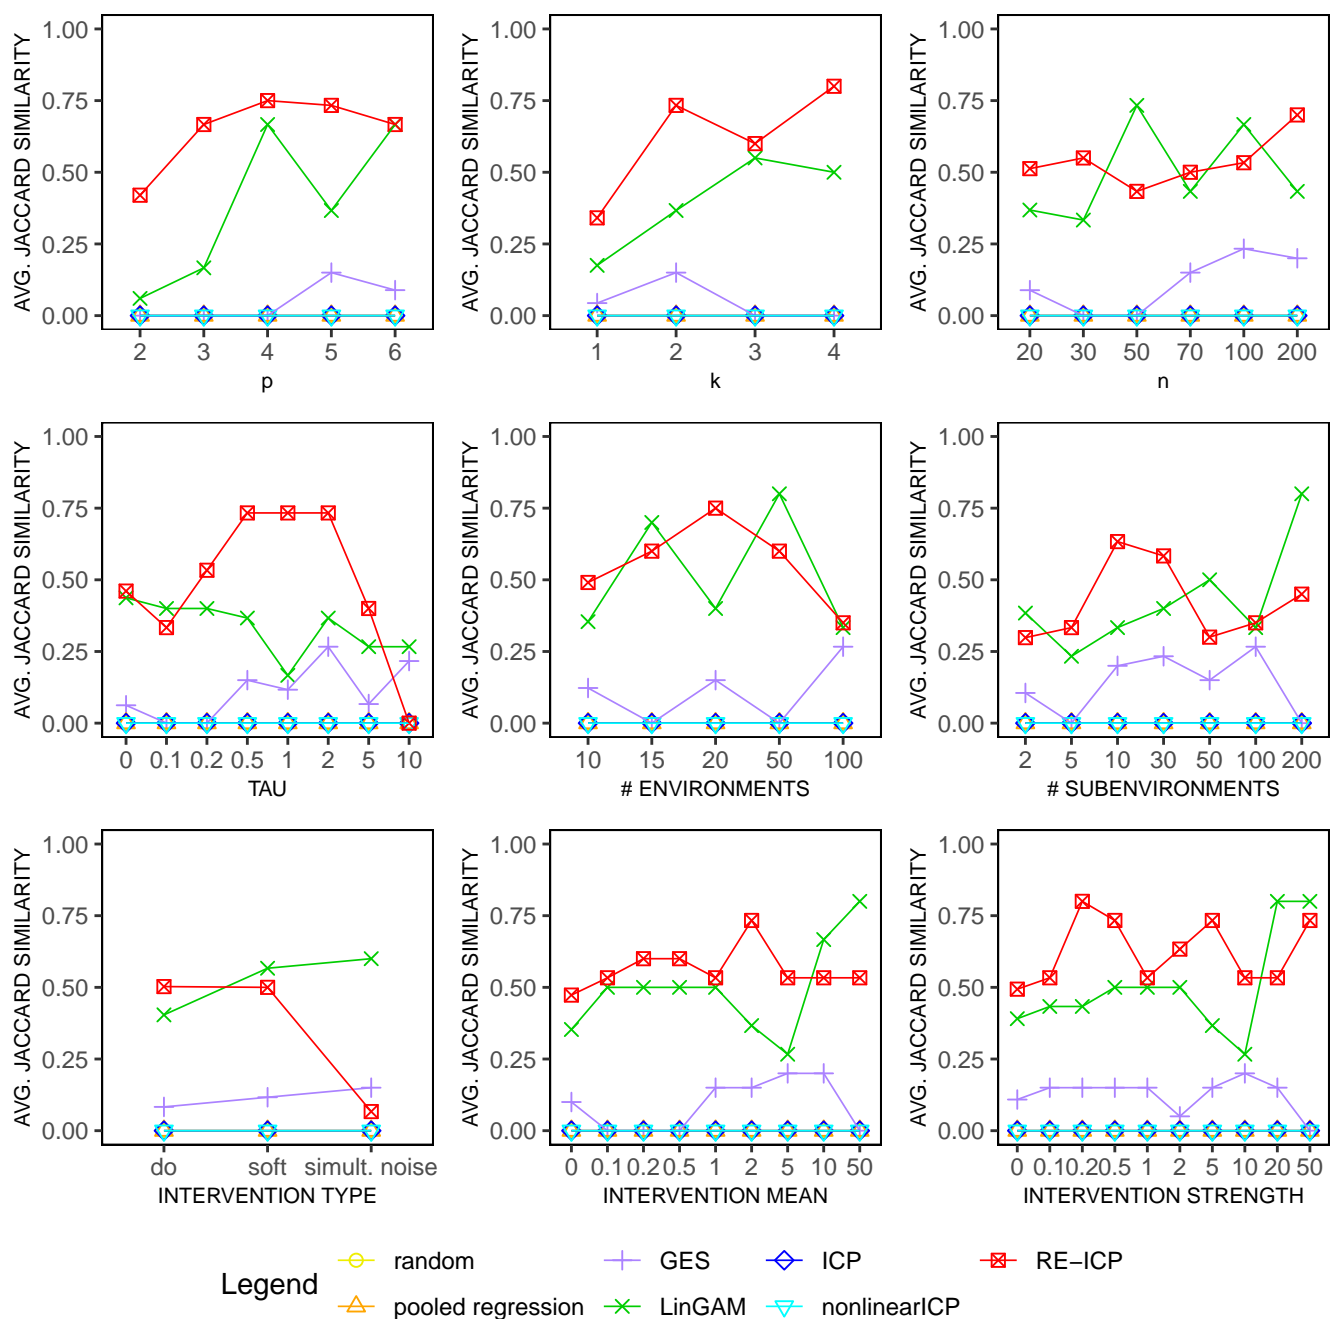 AVG. JACCARD SIMILARITY
1.00
0.75
0.50
0.25
0.00
2 3 4 5 6
p
AVG. JACCARD SIMILARITY
1.00
0.75
0.50
0.25
0.00
1 2 3 4
k
AVG. JACCARD SIMILARITY
1.00
0.75
0.50
0.25
0.00
20 30 50 70 100 200
n
AVG. JACCARD SIMILARITY
1.00
0.75
0.50
0.25
0.00
0 0.1 0.2 0.5 1 2 5 10
TAU
AVG. JACCARD SIMILARITY
1.00
0.75
0.50
0.25
0.00
10 15 20 50 100
# ENVIRONMENTS
AVG. JACCARD SIMILARITY
1.00
0.75
0.50
0.25
0.00
2 5 10 30 50 100 200
# SUBENVIRONMENTS
AVG. JACCARD SIMILARITY
1.00
0.75
0.50
0.25
0.00
do soft simult. noise
INTERVENTION TYPE
AVG. JACCARD SIMILARITY
1.00
0.75
0.50
0.25
0.00
0 0.1 0.2 0.5 1 2 5 10 50
INTERVENTION MEAN
AVG. JACCARD SIMILARITY
1.00
0.75
0.50
0.25
0.00
0 0.1 0.2 0.5 1 2 5 10 20 50
INTERVENTION STRENGTH
Legend
random GES ICP RE−ICP
pooled regression LinGAM nonlinearICP